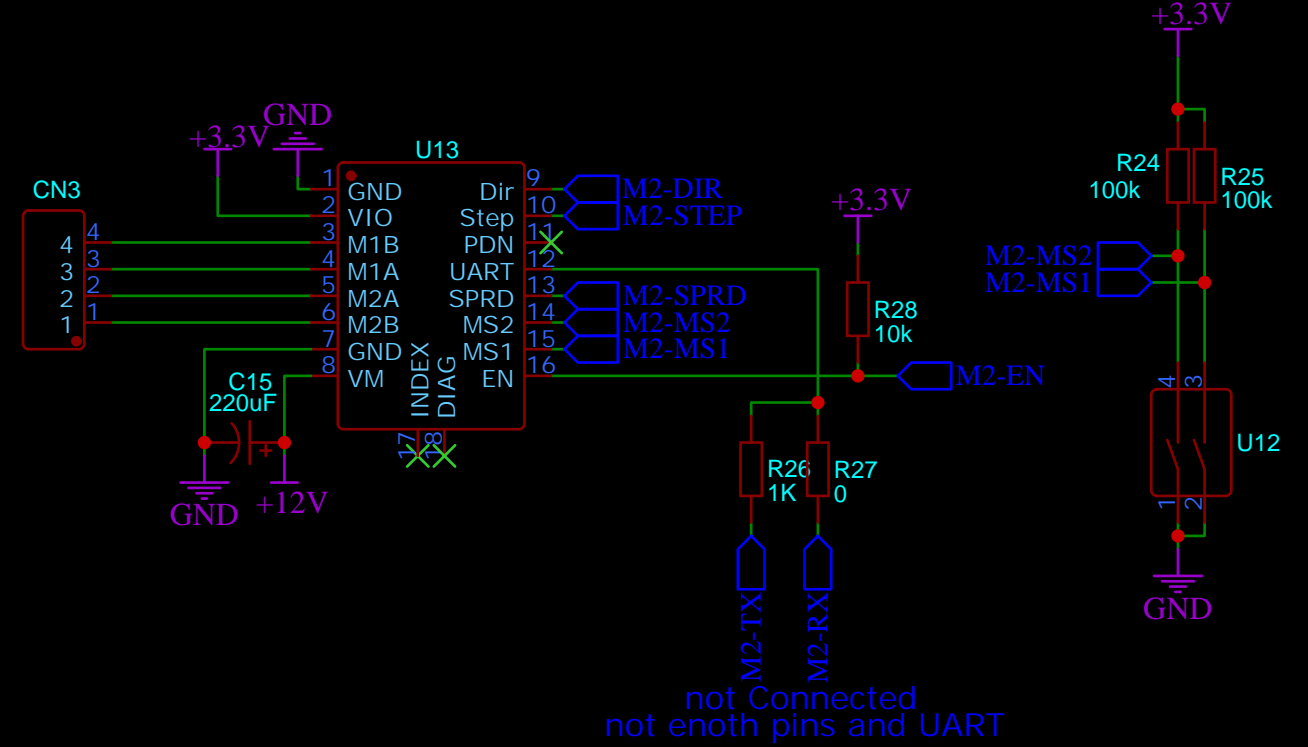 +3.3V
GND
+3.3V
U13
CN3
R24
100k
R25
100k
1 GND Dir 9 M2-DIR
2 VIO Step 10 M2-STEP
+3.3V
4 4 3 M1B PDN 11
3 3 4 M1A UART 12
2 2 5 M2A SPRD 13 M2-SPRD
1 1 6 M2B MS2 14 M2-MS2
7 GND MS1 15 M2-MS1
8 VM EN 16 M2-EN
INDEX
DIAG
17
18
M2-MS2
M2-MS1
R28
10k
C15
220uF
+
GND
+12V
4 3
U12
1 2
GND
R26
1K
R27
0
M2-TX
M2-RX
not Connected
not enoth pins and UART